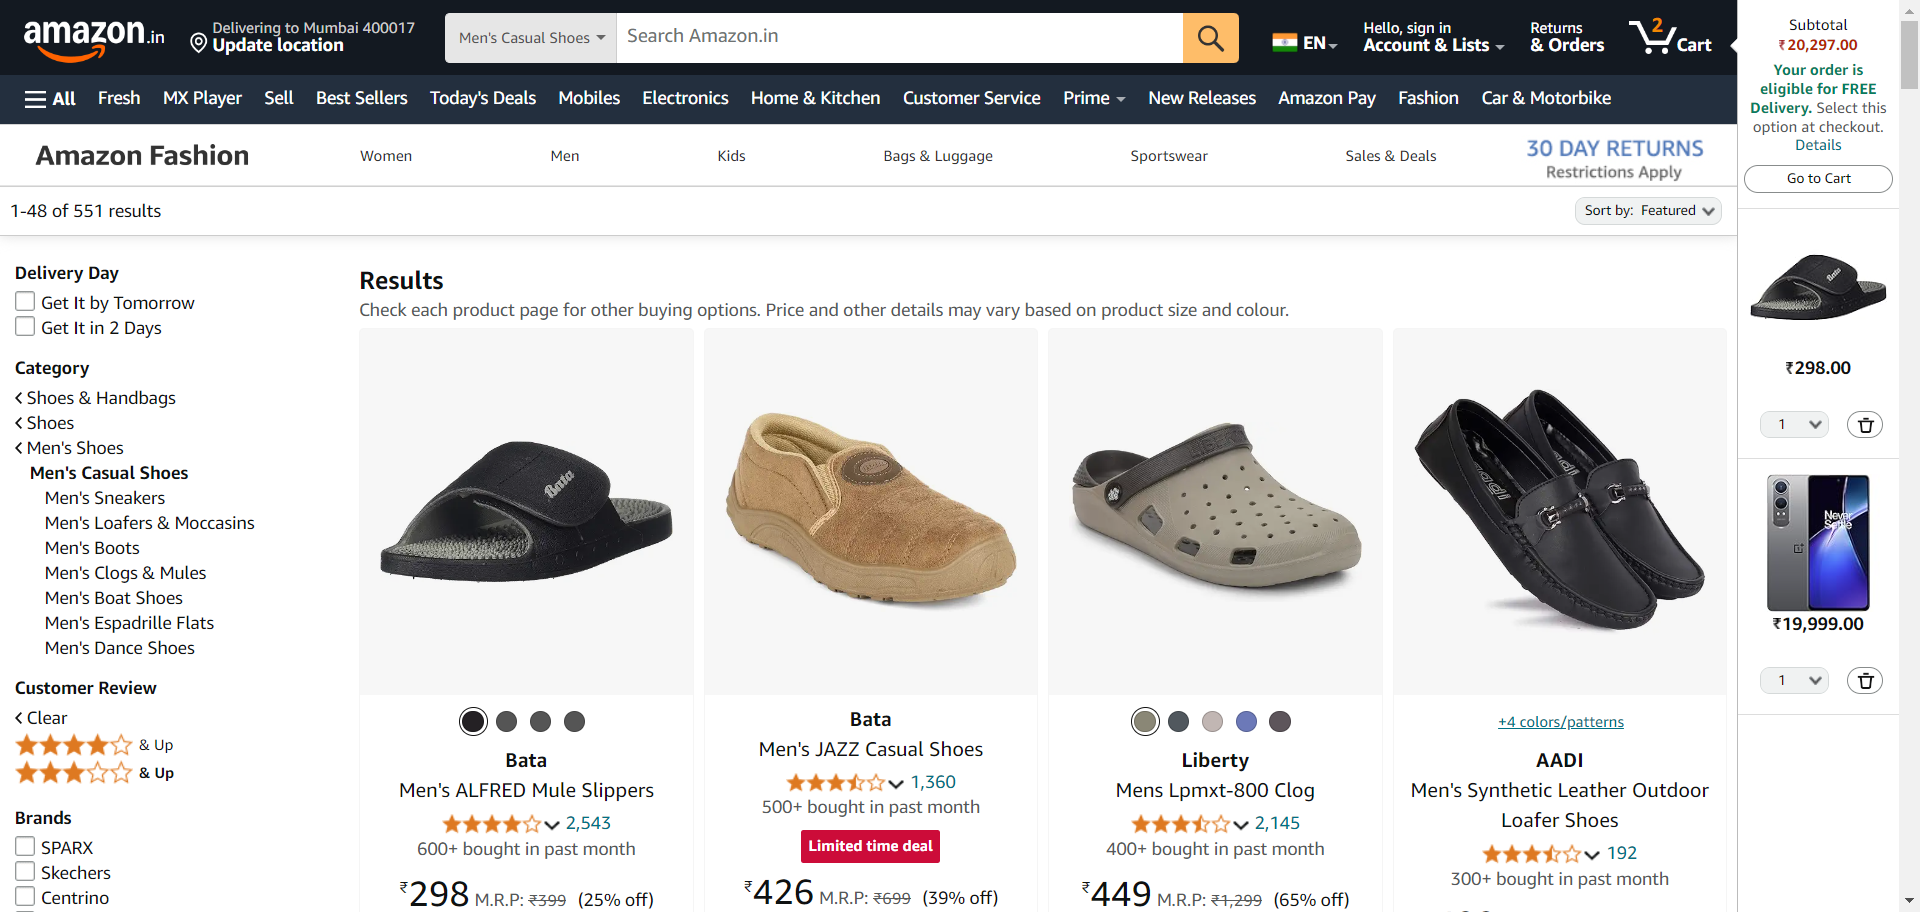 amazon.in
Delivering to Mumbai 400017
Update location
Men's Casual Shoes
Search Amazon.in
EN
Hello, sign in
Account & Lists
Returns
& Orders
2
Cart
All
Fresh
MX Player
Sell
Best Sellers
Today's Deals
Mobiles
Electronics
Home & Kitchen
Customer Service
Prime
New Releases
Amazon Pay
Fashion
Car & Motorbike
Amazon Fashion
Women
Men
Kids
Bags & Luggage
Sportswear
Sales & Deals
30 DAY RETURNS
Restrictions Apply
1-48 of 551 results
Sort by: Featured
Delivery Day
Get It by Tomorrow
Get It in 2 Days
Category
Shoes & Handbags
Shoes
Men's Shoes
Men's Casual Shoes
Men's Sneakers
Men's Loafers & Moccasins
Men's Boots
Men's Clogs & Mules
Men's Boat Shoes
Men's Espadrille Flats
Men's Dance Shoes
Customer Review
Clear
& Up
& Up
Brands
SPARX
Skechers
Centrino
Results
Check each product page for other buying options. Price and other details may vary based on product size and colour.
Bata
Bata
Men's ALFRED Mule Slippers
2,543
600+ bought in past month
₹298 M.R.P: ₹399 (25% off)
Bata
Men's JAZZ Casual Shoes
1,360
500+ bought in past month
Limited time deal
₹426 M.R.P: ₹699 (39% off)
Liberty
Mens Lpmxt-800 Clog
2,145
400+ bought in past month
₹449 M.R.P: ₹1,299 (65% off)
aadi
+4 colors/patterns
AADI
Men's Synthetic Leather Outdoor
Loafer Shoes
192
300+ bought in past month
Subtotal
₹20,297.00
Your order is
eligible for FREE
Delivery. Select this
option at checkout.
Details
Go to Cart
Bata
₹298.00
1
Never
Settle
₹19,999.00
1